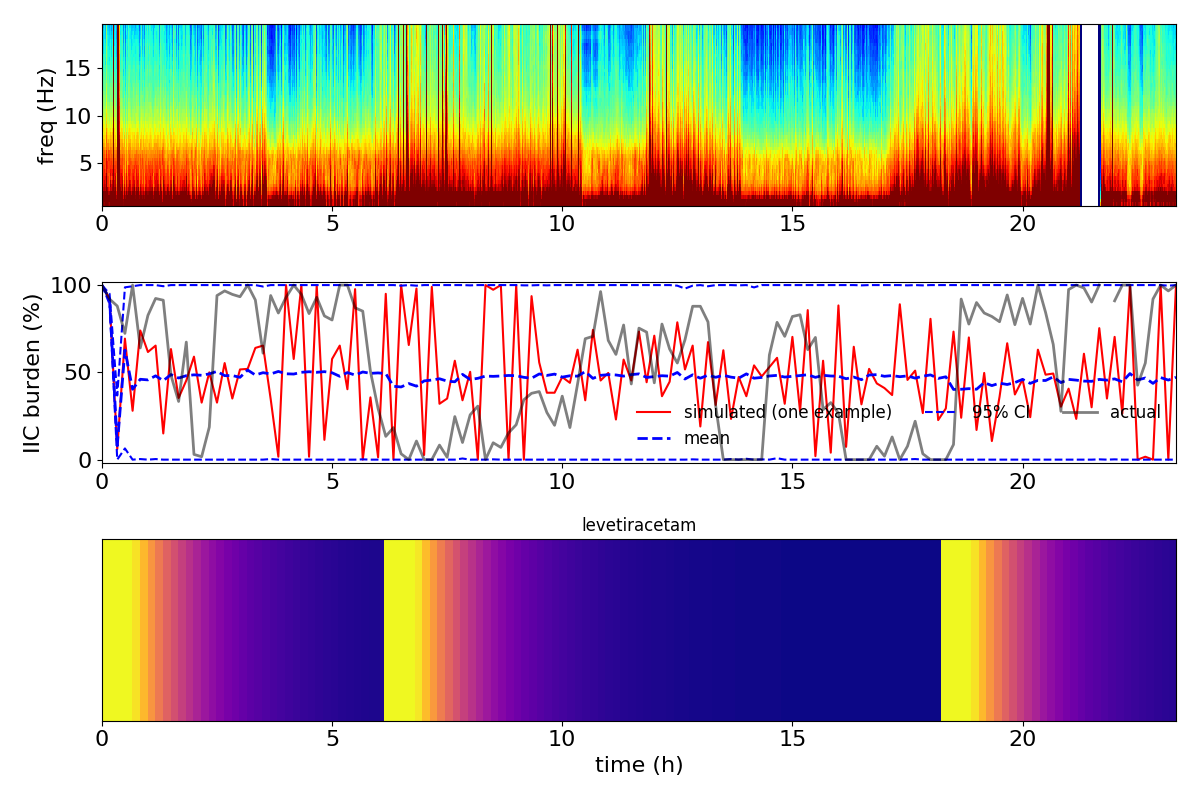 freq (Hz)
15
10
5
0 5 10 15 20
IIC burden (%)
100
50
0
simulated (one example)
mean
95% CI
actual
0 5 10 15 20
levetiracetam
0 5 10 15 20
time (h)